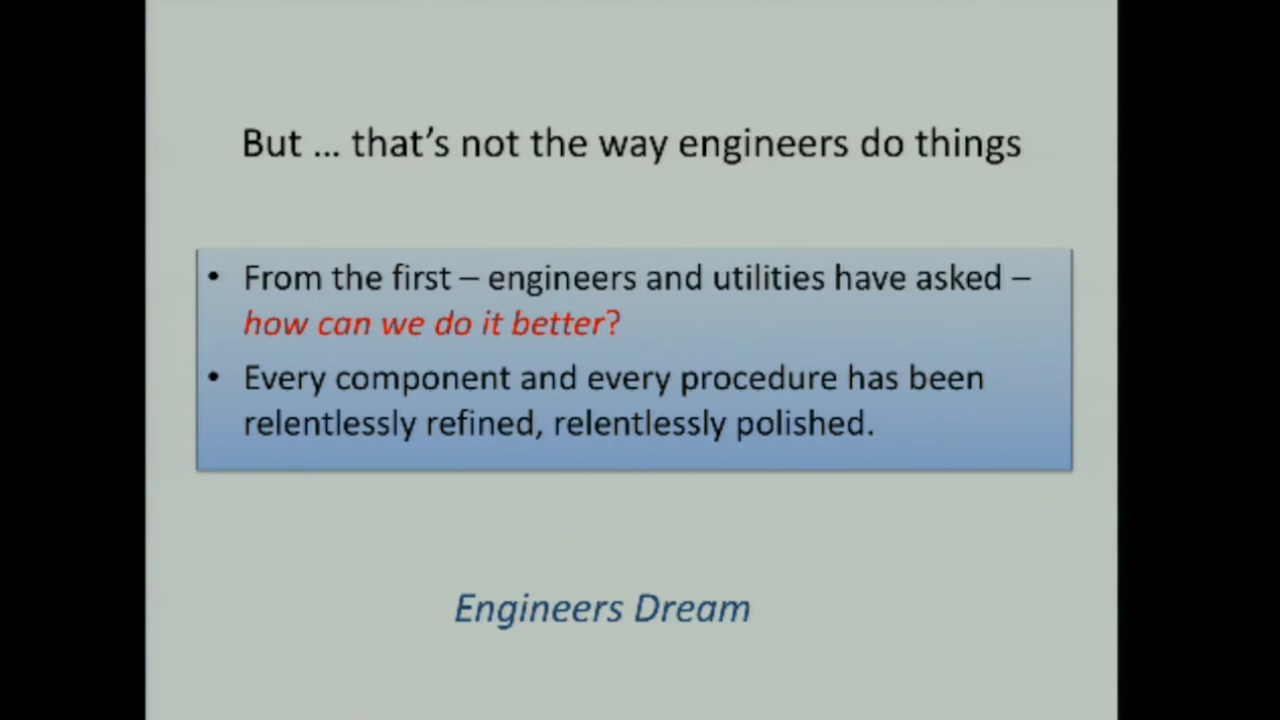 But … that’s not the way engineers do things
• From the first – engineers and utilities have asked –
how can we do it better?
• Every component and every procedure has been
relentlessly refined, relentlessly polished.
Engineers Dream